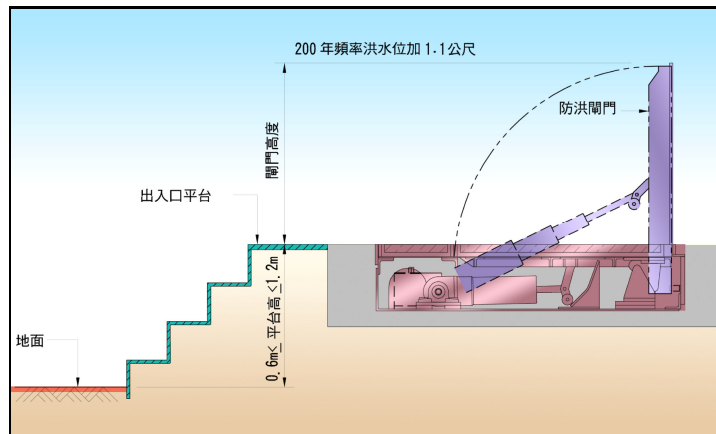 200 年頻率洪水位加 1.1公尺
防洪閘門
閘門高度
出入口平台
0.6m≤ 平台高 ≤1.2m
地面